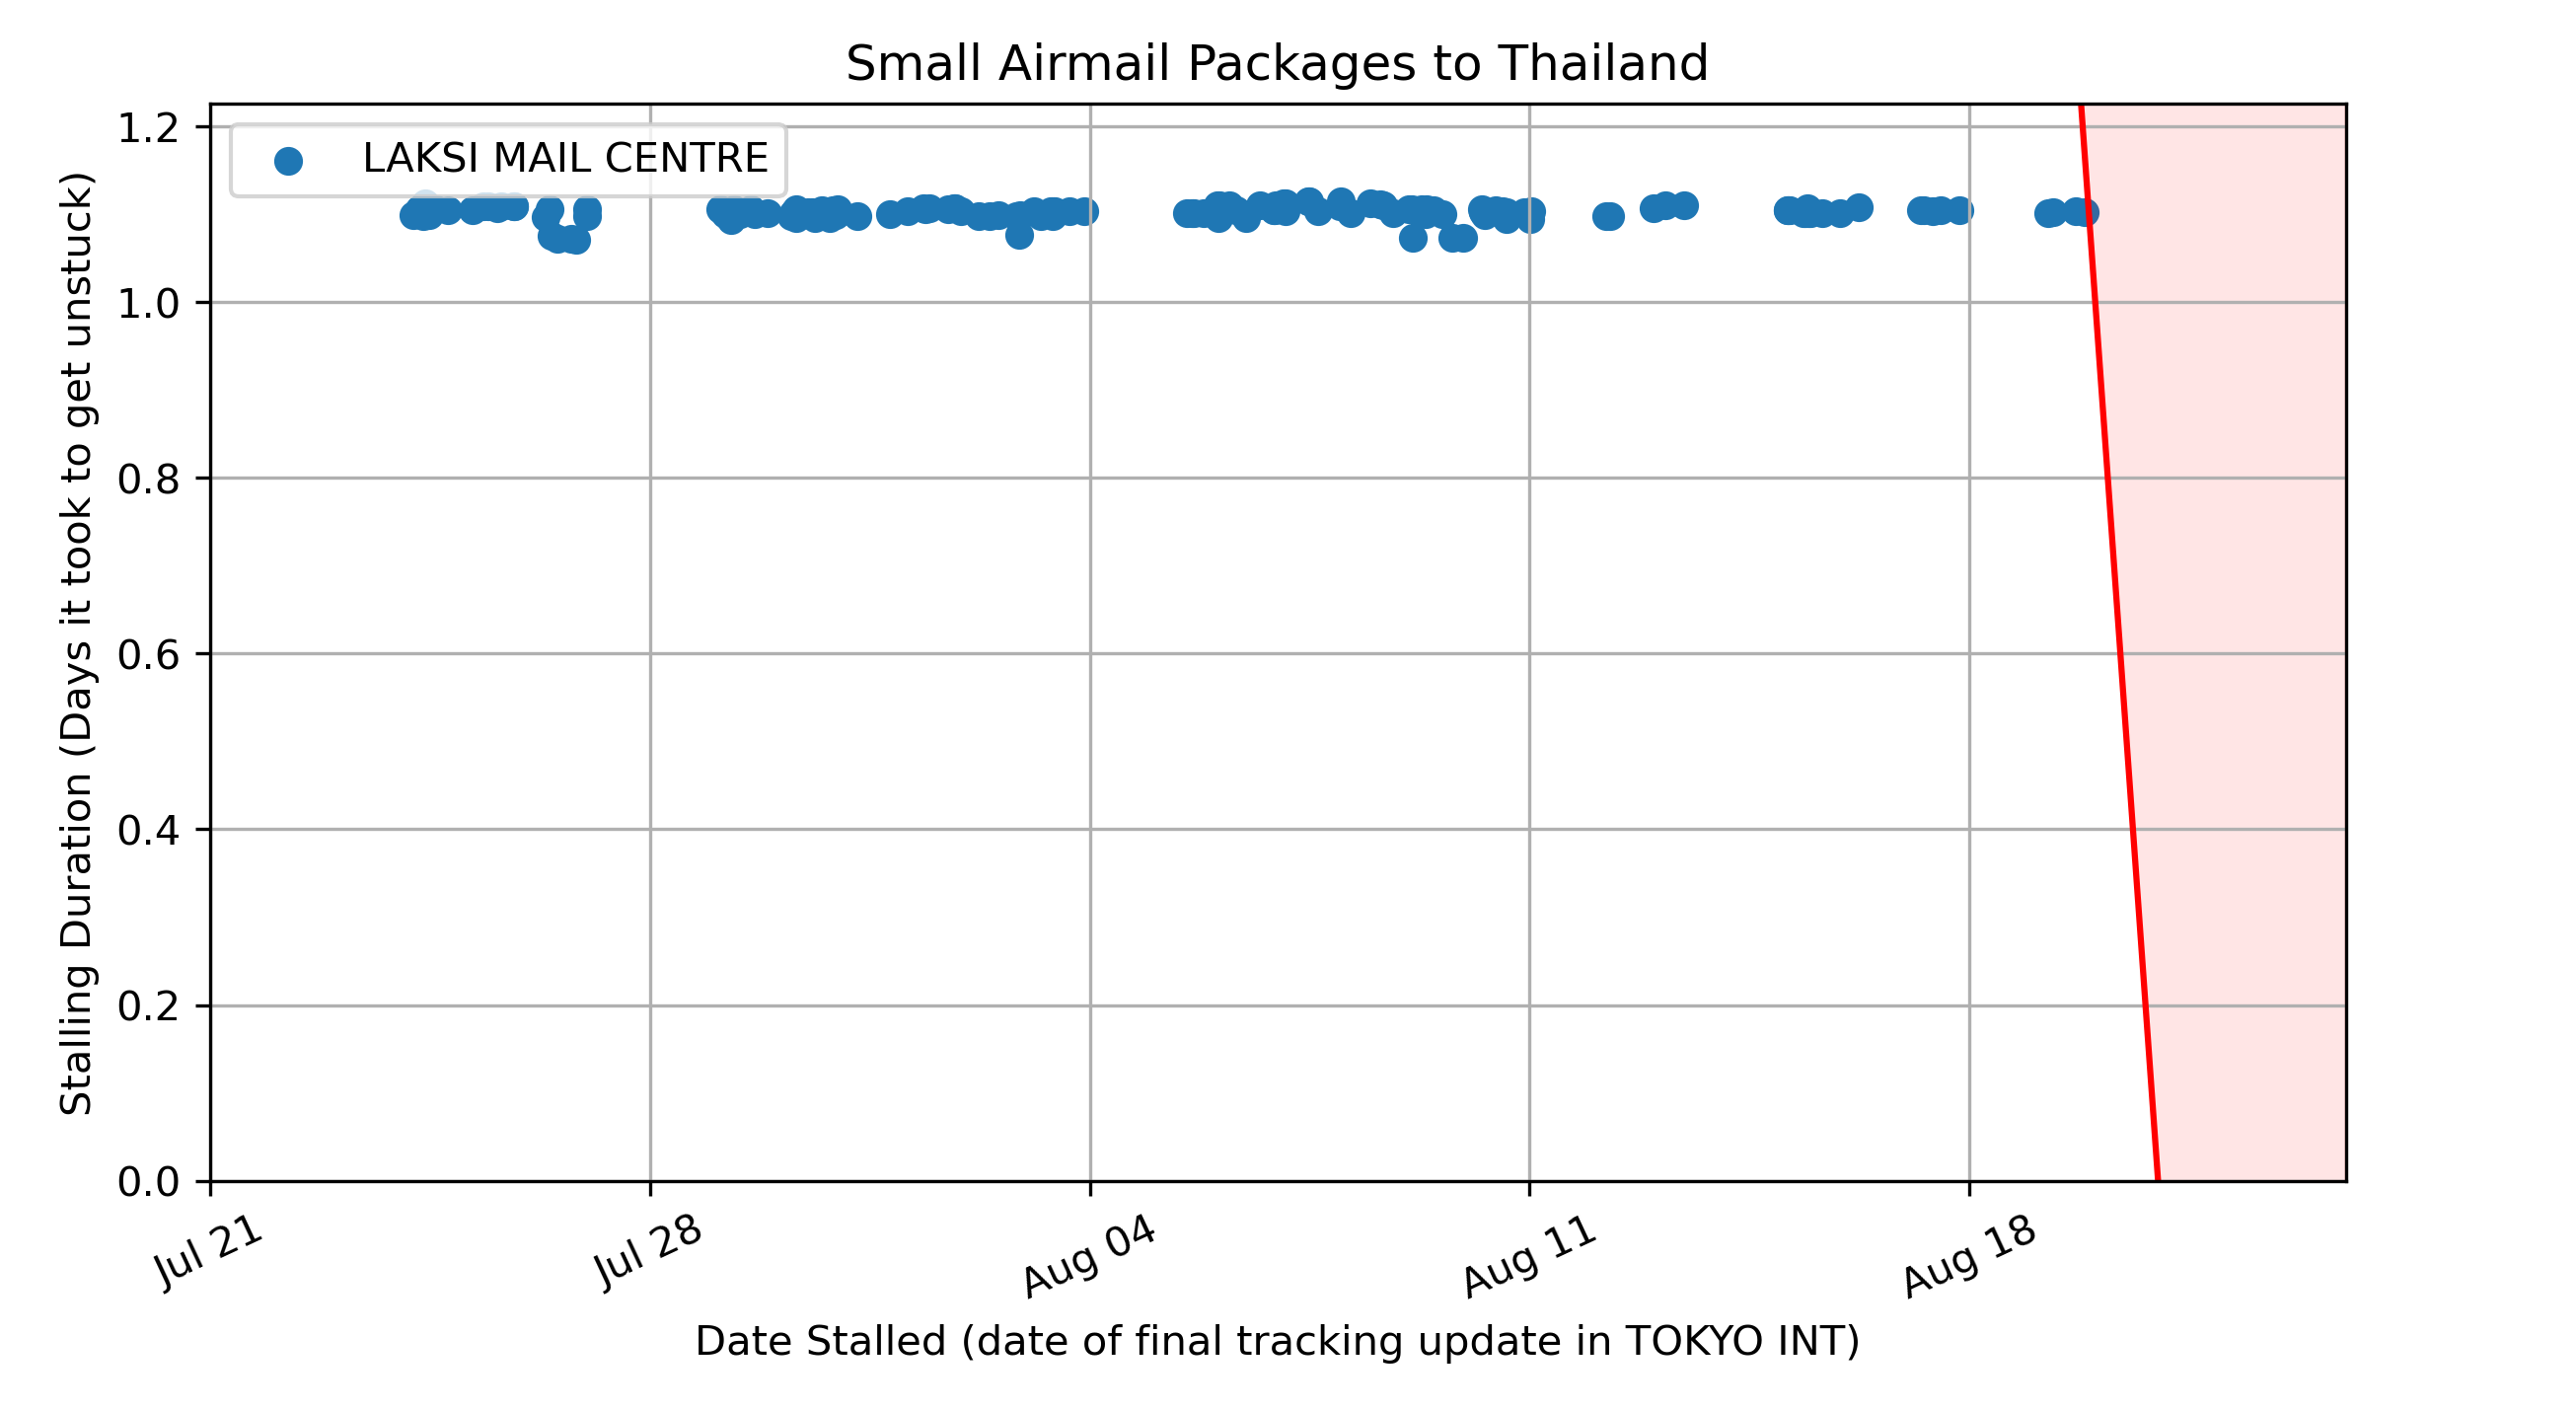 Small Airmail Packages to Thailand
LAKSI MAIL CENTRE
Stalling Duration (Days it took to get unstuck)
1.2
1.0
0.8
0.6
0.4
0.2
0.0
Jul 21
Jul 28
Aug 04
Aug 11
Aug 18
Date Stalled (date of final tracking update in TOKYO INT)